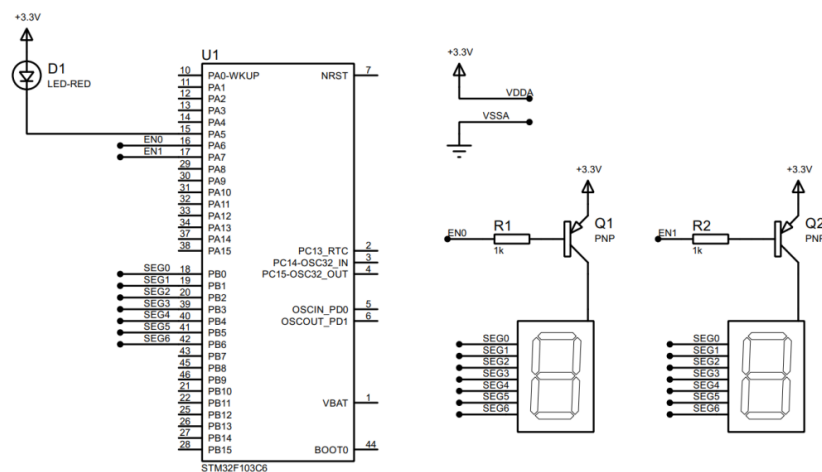 +3.3V
D1
LED-RED
U1
10 PA0-WKUP NRST 7
11 PA1
12 PA2
13 PA3
14 PA4
15 PA5
EN0 16 PA6
EN1 17 PA7
29 PA8
30 PA9
31 PA10
32 PA11
33 PA12
34 PA13
37 PA14
38 PA15
PC13_RTC 2
PC14-OSC32_IN 3
PC15-OSC32_OUT 4
SEG0 18 PB0
SEG1 19 PB1
SEG2 20 PB2
SEG3 39 PB3 OSCIN_PD0 5
SEG4 40 PB4 OSCOUT_PD1 6
SEG5 41 PB5
SEG6 42 PB6
43 PB7
45 PB8
46 PB9
21 PB10
22 PB11 VBAT 1
25 PB12
26 PB13
27 PB14
28 PB15 BOOT0 44
STM32F103C6
+3.3V
VDDA
VSSA
+3.3V
EN0
R1
1k
Q1
PNP
SEG0
SEG1
SEG2
SEG3
SEG4
SEG5
SEG6
+3.3V
EN1
R2
1k
Q2
PNP
SEG0
SEG1
SEG2
SEG3
SEG4
SEG5
SEG6